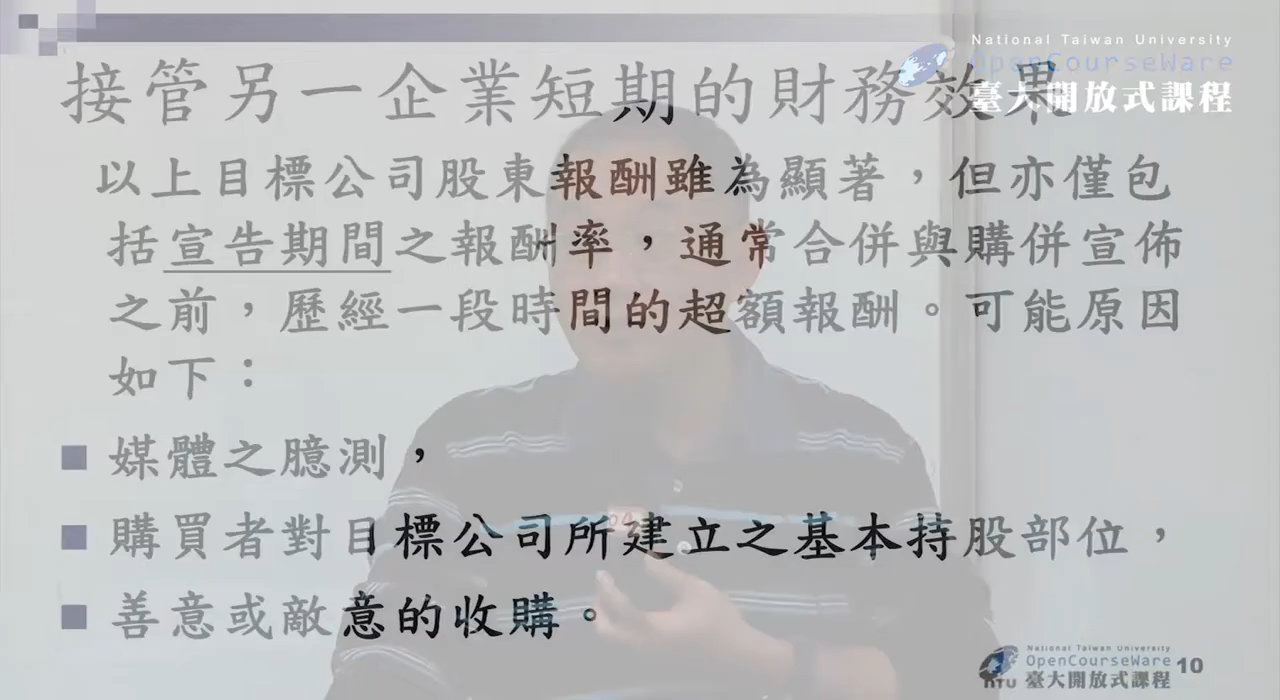 National Taiwan University
OpenCourseWare
臺大開放式課程
接管另一企業短期的財務效果
以上目標公司股東報酬雖為顯著，但亦僅包
括宣告期間之報酬率，通常合併與購併宣佈
之前，歷經一段時間的超額報酬。可能原因
如下：
媒體之臆測，
購買者對目標公司所建立之基本持股部位，
善意或敵意的收購。
National Taiwan University
OpenCourseWare
NTU 臺大開放式課程
10